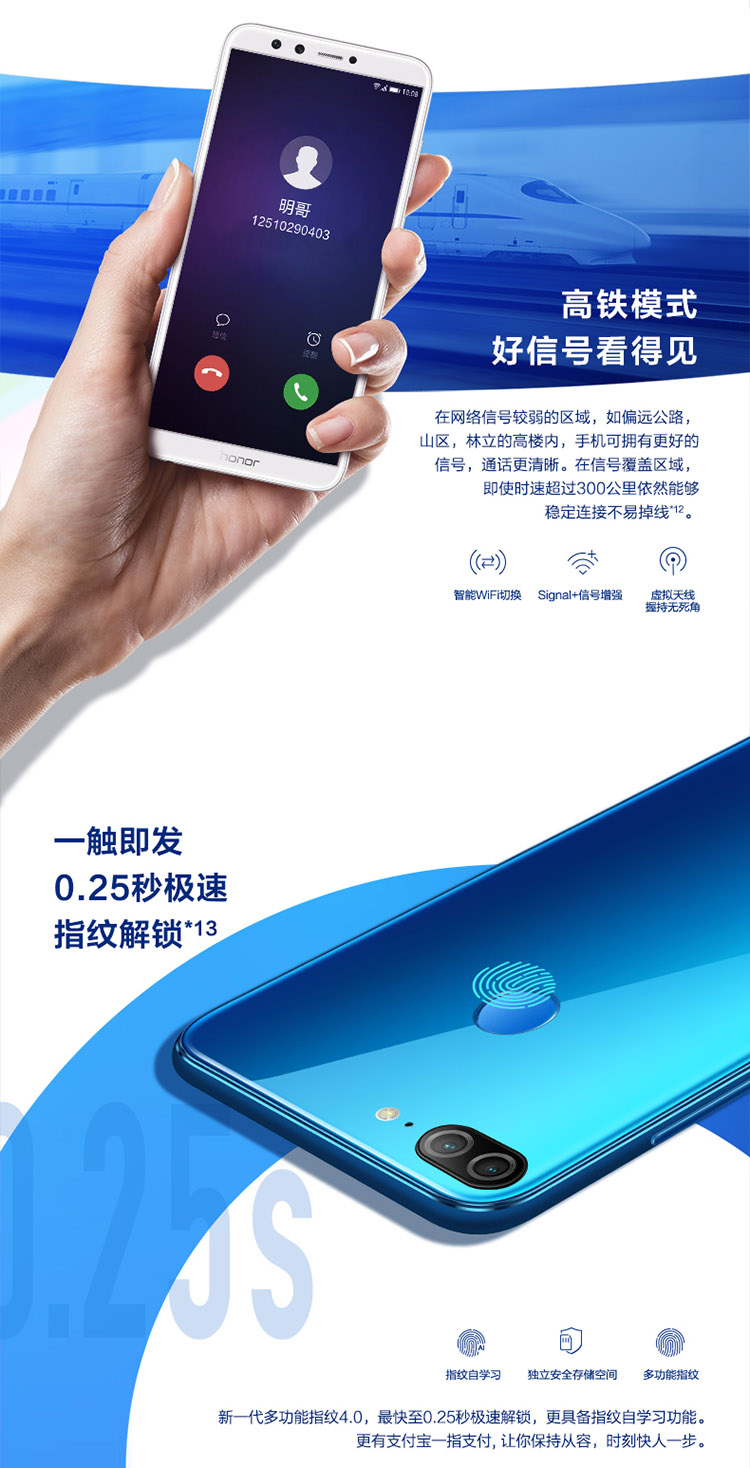 10:08
明哥
12510290403
短信
提醒
honor
高铁模式
好信号看得见
在网络信号较弱的区域，如偏远公路，
山区，林立的高楼内，手机可拥有更好的
信号，通话更清晰。在信号覆盖区域，
即使时速超过300公里依然能够
稳定连接不易掉线*12。
智能WiFi切换
Signal+信号增强
虚拟天线
握持无死角
一触即发
0.25秒极速
指纹解锁*13
0.25s
AI
指纹自学习
独立安全存储空间
多功能指纹
新一代多功能指纹4.0，最快至0.25秒极速解锁，更具备指纹自学习功能。
更有支付宝一指支付, 让你保持从容，时刻快人一步。